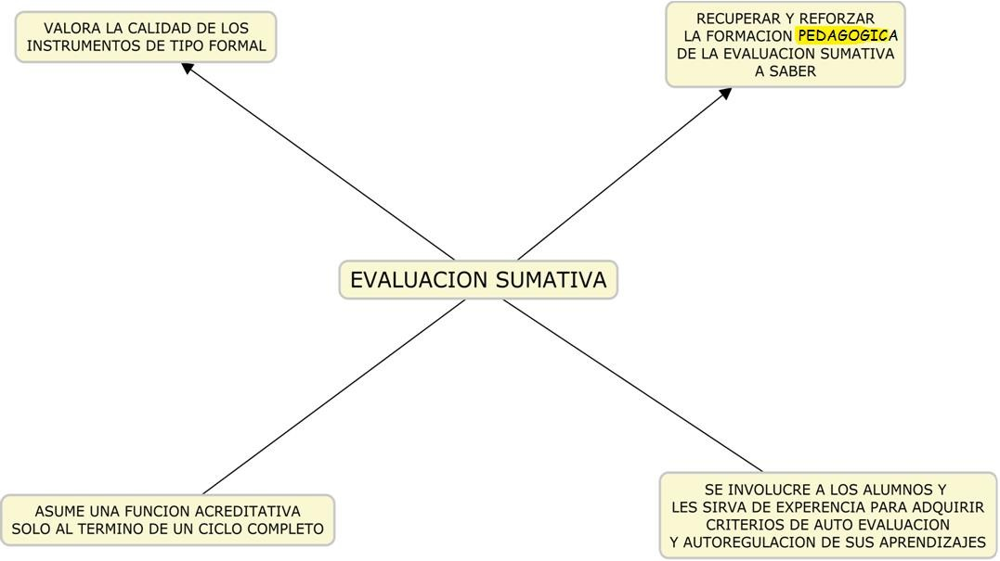 VALORA LA CALIDAD DE LOS
INSTRUMENTOS DE TIPO FORMAL
RECUPERAR Y REFORZAR
LA FORMACION PEDAGOGICA
DE LA EVALUACION SUMATIVA
A SABER
EVALUACION SUMATIVA
ASUME UNA FUNCION ACREDITATIVA
SOLO AL TERMINO DE UN CICLO COMPLETO
SE INVOLUCRE A LOS ALUMNOS Y
LES SIRVA DE EXPERENCIA PARA ADQUIRIR
CRITERIOS DE AUTO EVALUACION
Y AUTOREGULACION DE SUS APRENDIZAJES